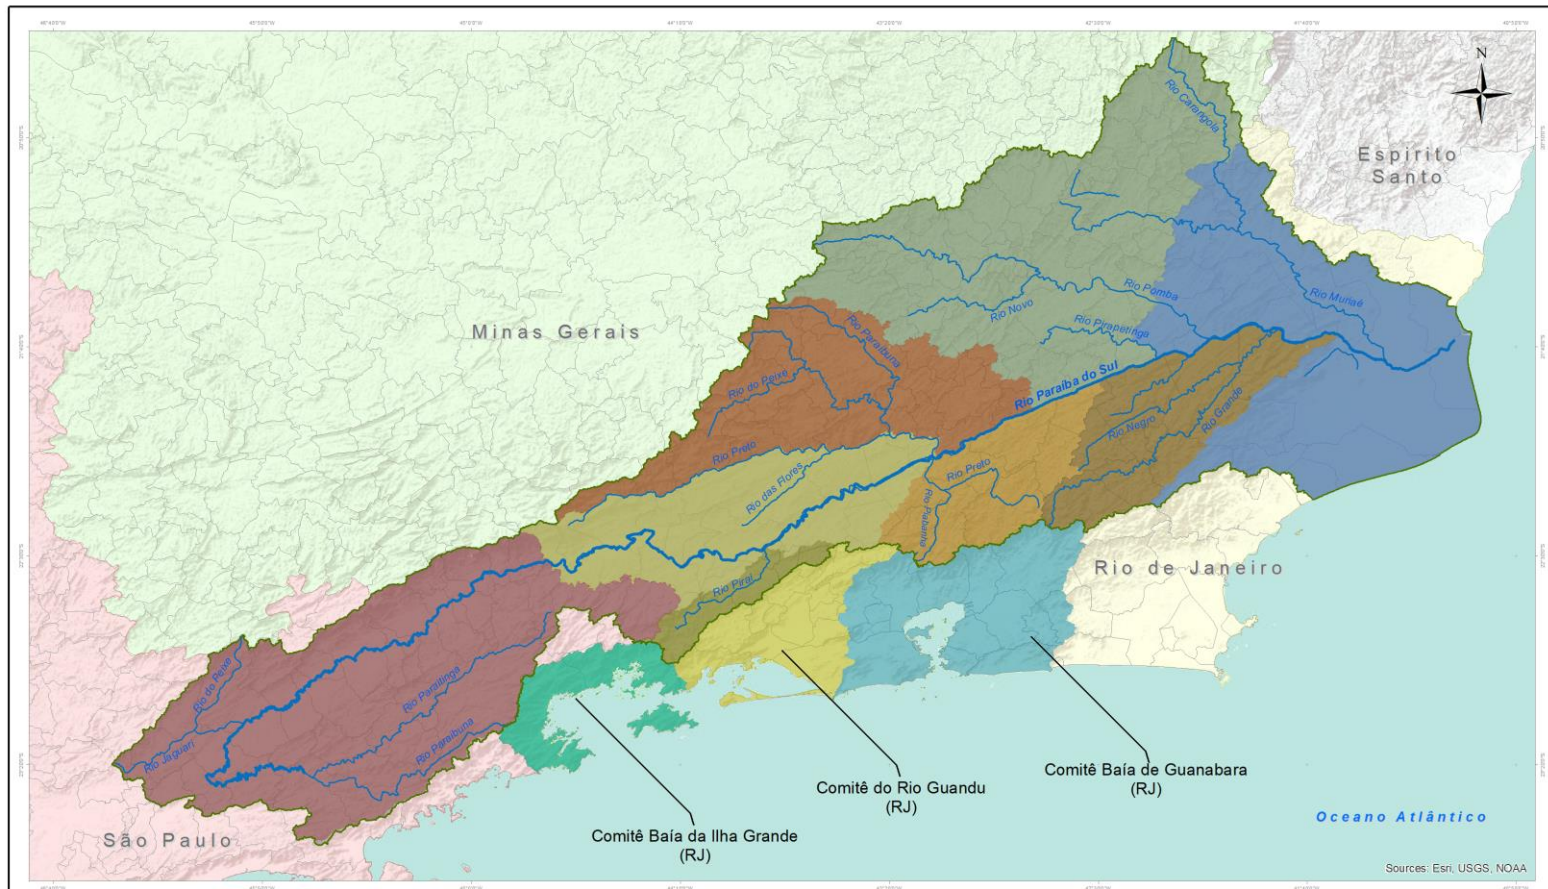 N
Espirito
Santo
Rio Carangola
Minas Gerais
Rio Pomba
Rio Muriaé
Rio Novo
Rio Pirapetinga
Rio Paraibuna
Rio do Peixe
Rio Paraíba do Sul
Rio Negro
Rio Grande
Rio Preto
Rio das Flores
Rio Preto
Rio Piabanha
Rio de Janeiro
Rio Piraí
Rio do Peixe
Rio Paraitinga
Rio Jaguari
Rio Paraibuna
São Paulo
Comitê Baía da Ilha Grande
(RJ)
Comitê do Rio Guandu
(RJ)
Comitê Baía de Guanabara
(RJ)
Oceano Atlântico
Sources: Esri, USGS, NOAA